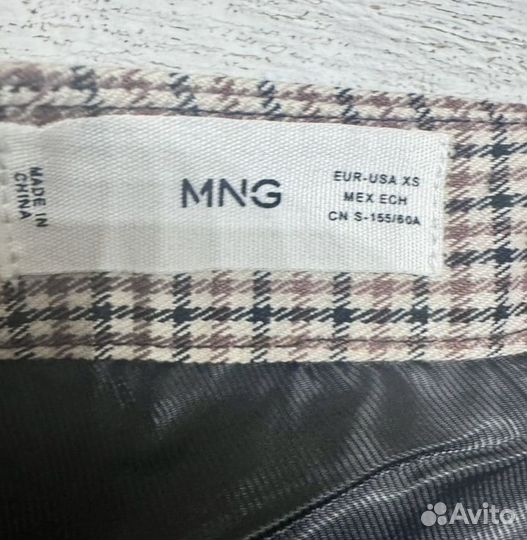 MADE IN
CHINA
MNG
EUR-USA XS
MEX ECH
CN S-155/60A
Avito